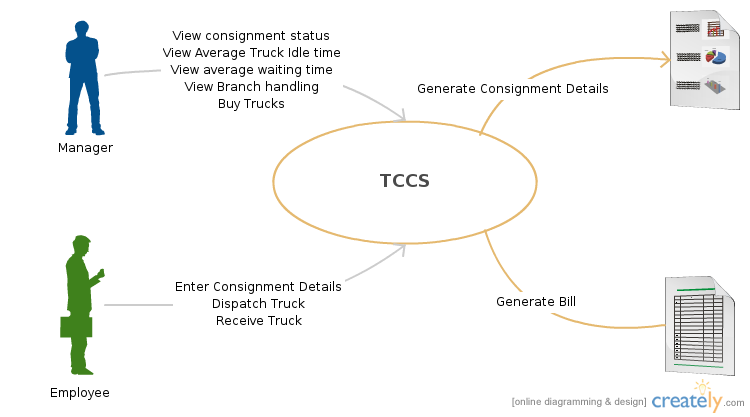 View consignment status
View Average Truck Idle time
View average waiting time
View Branch handling
Buy Trucks
Manager
Generate Consignment Details
TCCS
Enter Consignment Details
Dispatch Truck
Receive Truck
Generate Bill
Employee
[online diagramming & design] creately.com